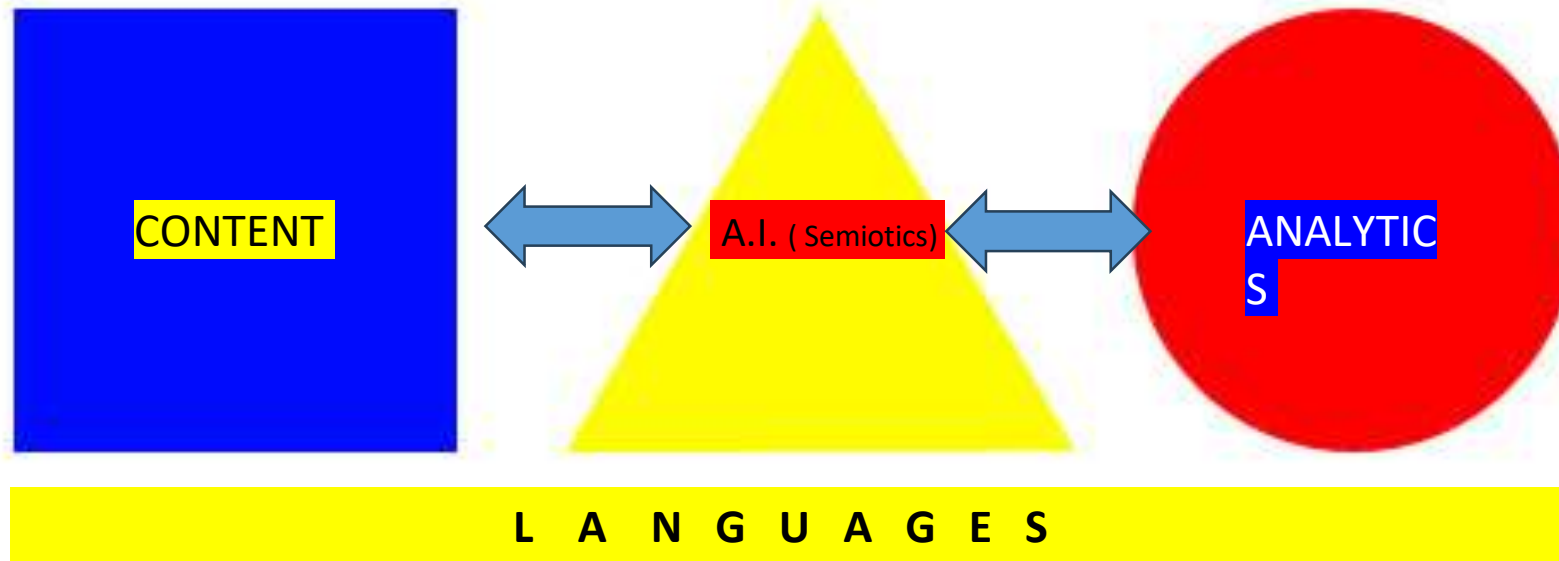 CONTENT
A.I. ( Semiotics)
ANALYTIC
S
L A N G U A G E S